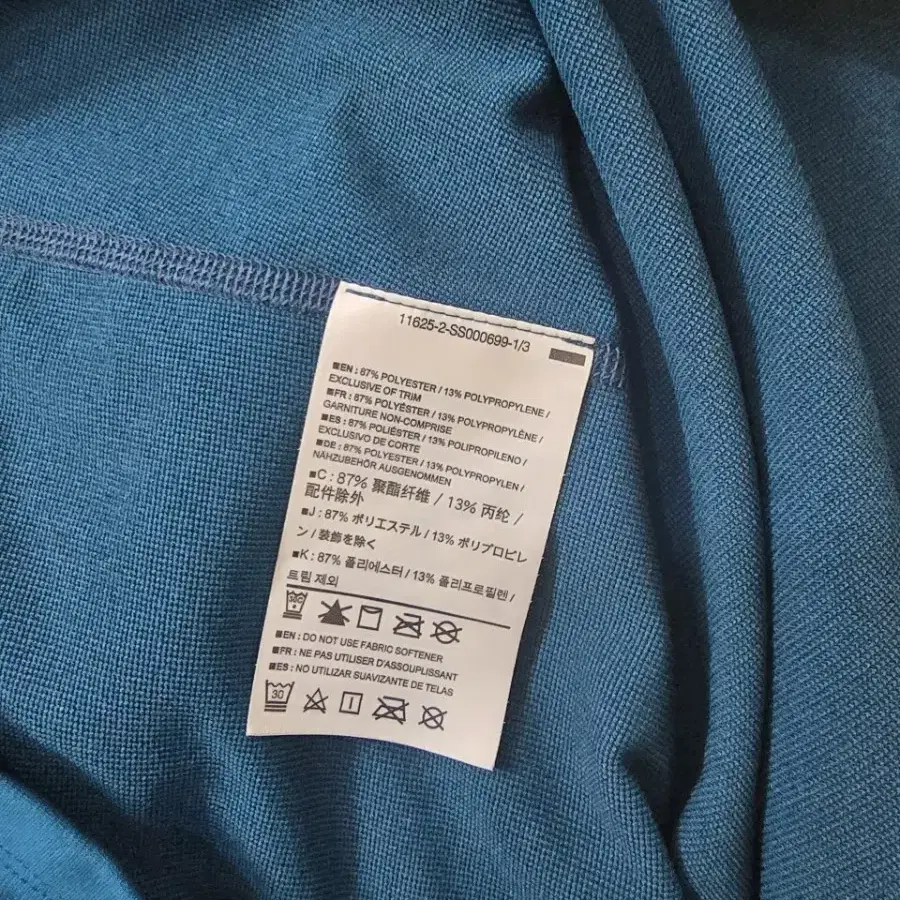 11625-2-SS000699-1/3
■EN : 87% POLYESTER / 13% POLYPROPYLENE /
EXCLUSIVE OF TRIM
■FR : 87% POLYÉSTER / 13% POLYPROPYLÈNE /
GARNITURE NON-COMPRISE
■ES : 87% POLIÉSTER / 13% POLIPROPILENO /
EXCLUSIVO DE CORTE
■DE : 87% POLYESTER / 13% POLYPROPYLEN /
NÄHZUBEHÖR AUSGENOMMEN
■C : 87% 聚酯纤维 / 13% 丙纶 /
配件除外
■J : 87% ポリエステル / 13% ポリプロピレ
ン / 装飾を除く
■K : 87% 폴리에스터 / 13% 폴리프로필렌 /
트림 제외
30C
■EN : DO NOT USE FABRIC SOFTENER
■FR : NE PAS UTILISER D'ASSOUPLISSANT
■ES : NO UTILIZAR SUAVIZANTE DE TELAS
30